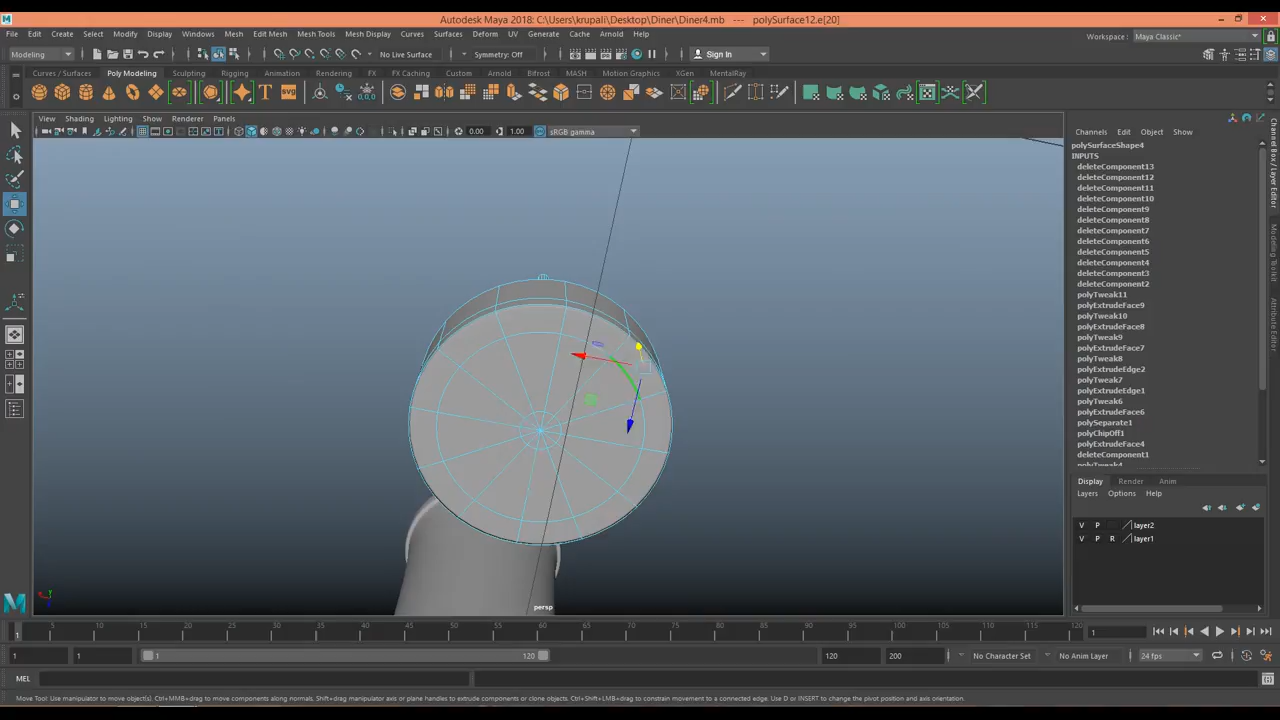 Autodesk Maya 2018: C:\Users\krupali\Desktop\Diner\Diner4.mb --- polySurface12.e[20]
File Edit Create Select Modify Display Windows Mesh Edit Mesh Mesh Tools Mesh Display Curves Surfaces Deform UV Generate Cache Arnold Help
Workspace : Maya Classic*
Modeling No Live Surface Symmetry: Off Sign In
Curves / Surfaces Poly Modeling Sculpting Rigging Animation Rendering FX FX Caching Custom Arnold Bifrost MASH Motion Graphics XGen MentalRay
View Shading Lighting Show Renderer Panels
0.00 1.00 sRGB gamma
Channels Edit Object Show
polySurfaceShape4
INPUTS
deleteComponent13
deleteComponent12
deleteComponent11
deleteComponent10
deleteComponent9
deleteComponent8
deleteComponent7
deleteComponent6
deleteComponent5
deleteComponent4
deleteComponent3
deleteComponent2
polyTweak11
polyExtrudeFace9
polyTweak10
polyExtrudeFace8
polyTweak9
polyExtrudeFace7
polyTweak8
polyExtrudeEdge2
polyTweak7
polyExtrudeEdge1
polyTweak6
polyExtrudeFace6
polySeparate1
polyChipOff1
polyExtrudeFace4
deleteComponent1
polyTweak4
Channel Box / Layer Editor
Modeling Toolkit
Attribute Editor
Display Render Anim
Layers Options Help
V P layer2
V P R layer1
persp
1 5 10 15 20 25 30 35 40 45 50 55 60 65 70 75 80 85 90 95 100 105 110 115 120 1
1 1 1 120 120 200 No Character Set No Anim Layer 24 fps
MEL
Move Tool: Use manipulator to move object(s). Ctrl+MMB+drag to move components along normals. Shift+drag manipulator axis or plane handles to extrude components or clone objects. Ctrl+Shift+LMB+drag to constrain movement to a connected edge. Use D or INSERT to change the pivot position and axis orientation.